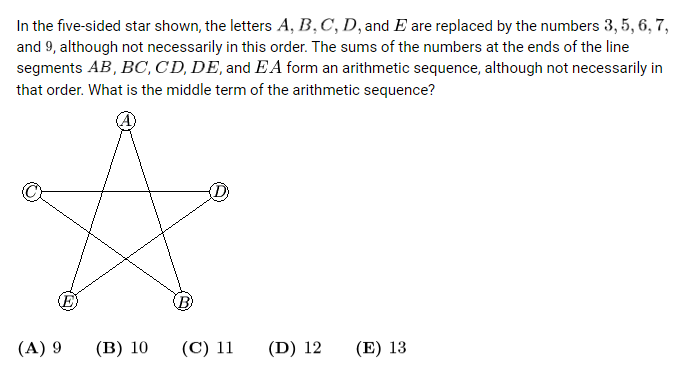 In the five-sided star shown, the letters A, B, C, D, and E are replaced by the numbers 3, 5, 6, 7,
and 9, although not necessarily in this order. The sums of the numbers at the ends of the line
segments AB, BC, CD, DE, and EA form an arithmetic sequence, although not necessarily in
that order. What is the middle term of the arithmetic sequence?
A
C D
E B
(A) 9 (B) 10 (C) 11 (D) 12 (E) 13